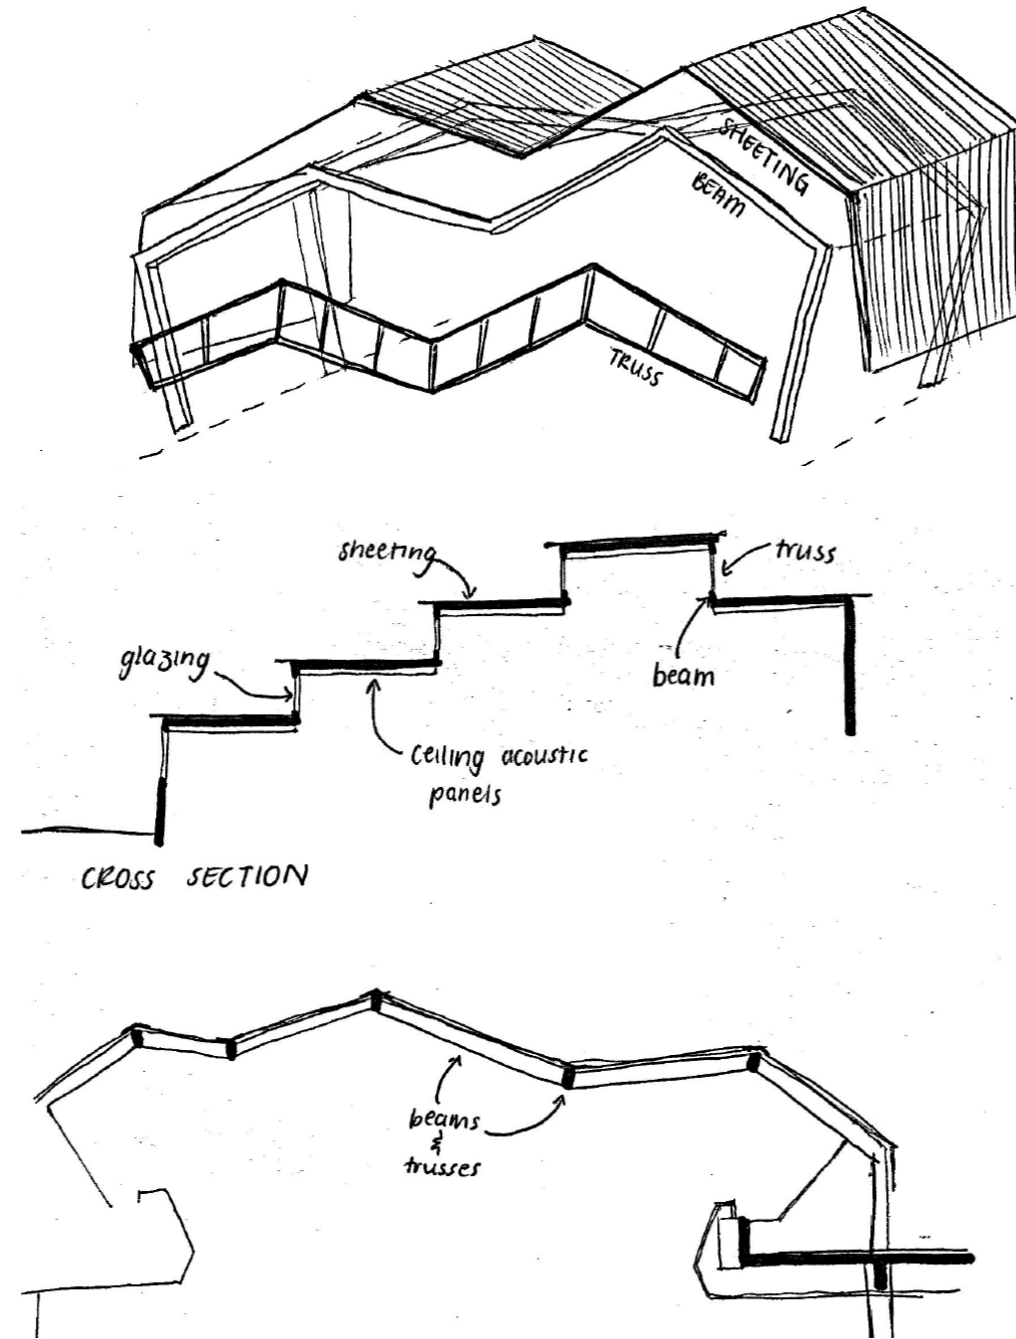 SHEETING
BEAM
TRUSS
sheeting
truss
glazing
beam
ceiling acoustic
panels
CROSS SECTION
beams
&
trusses